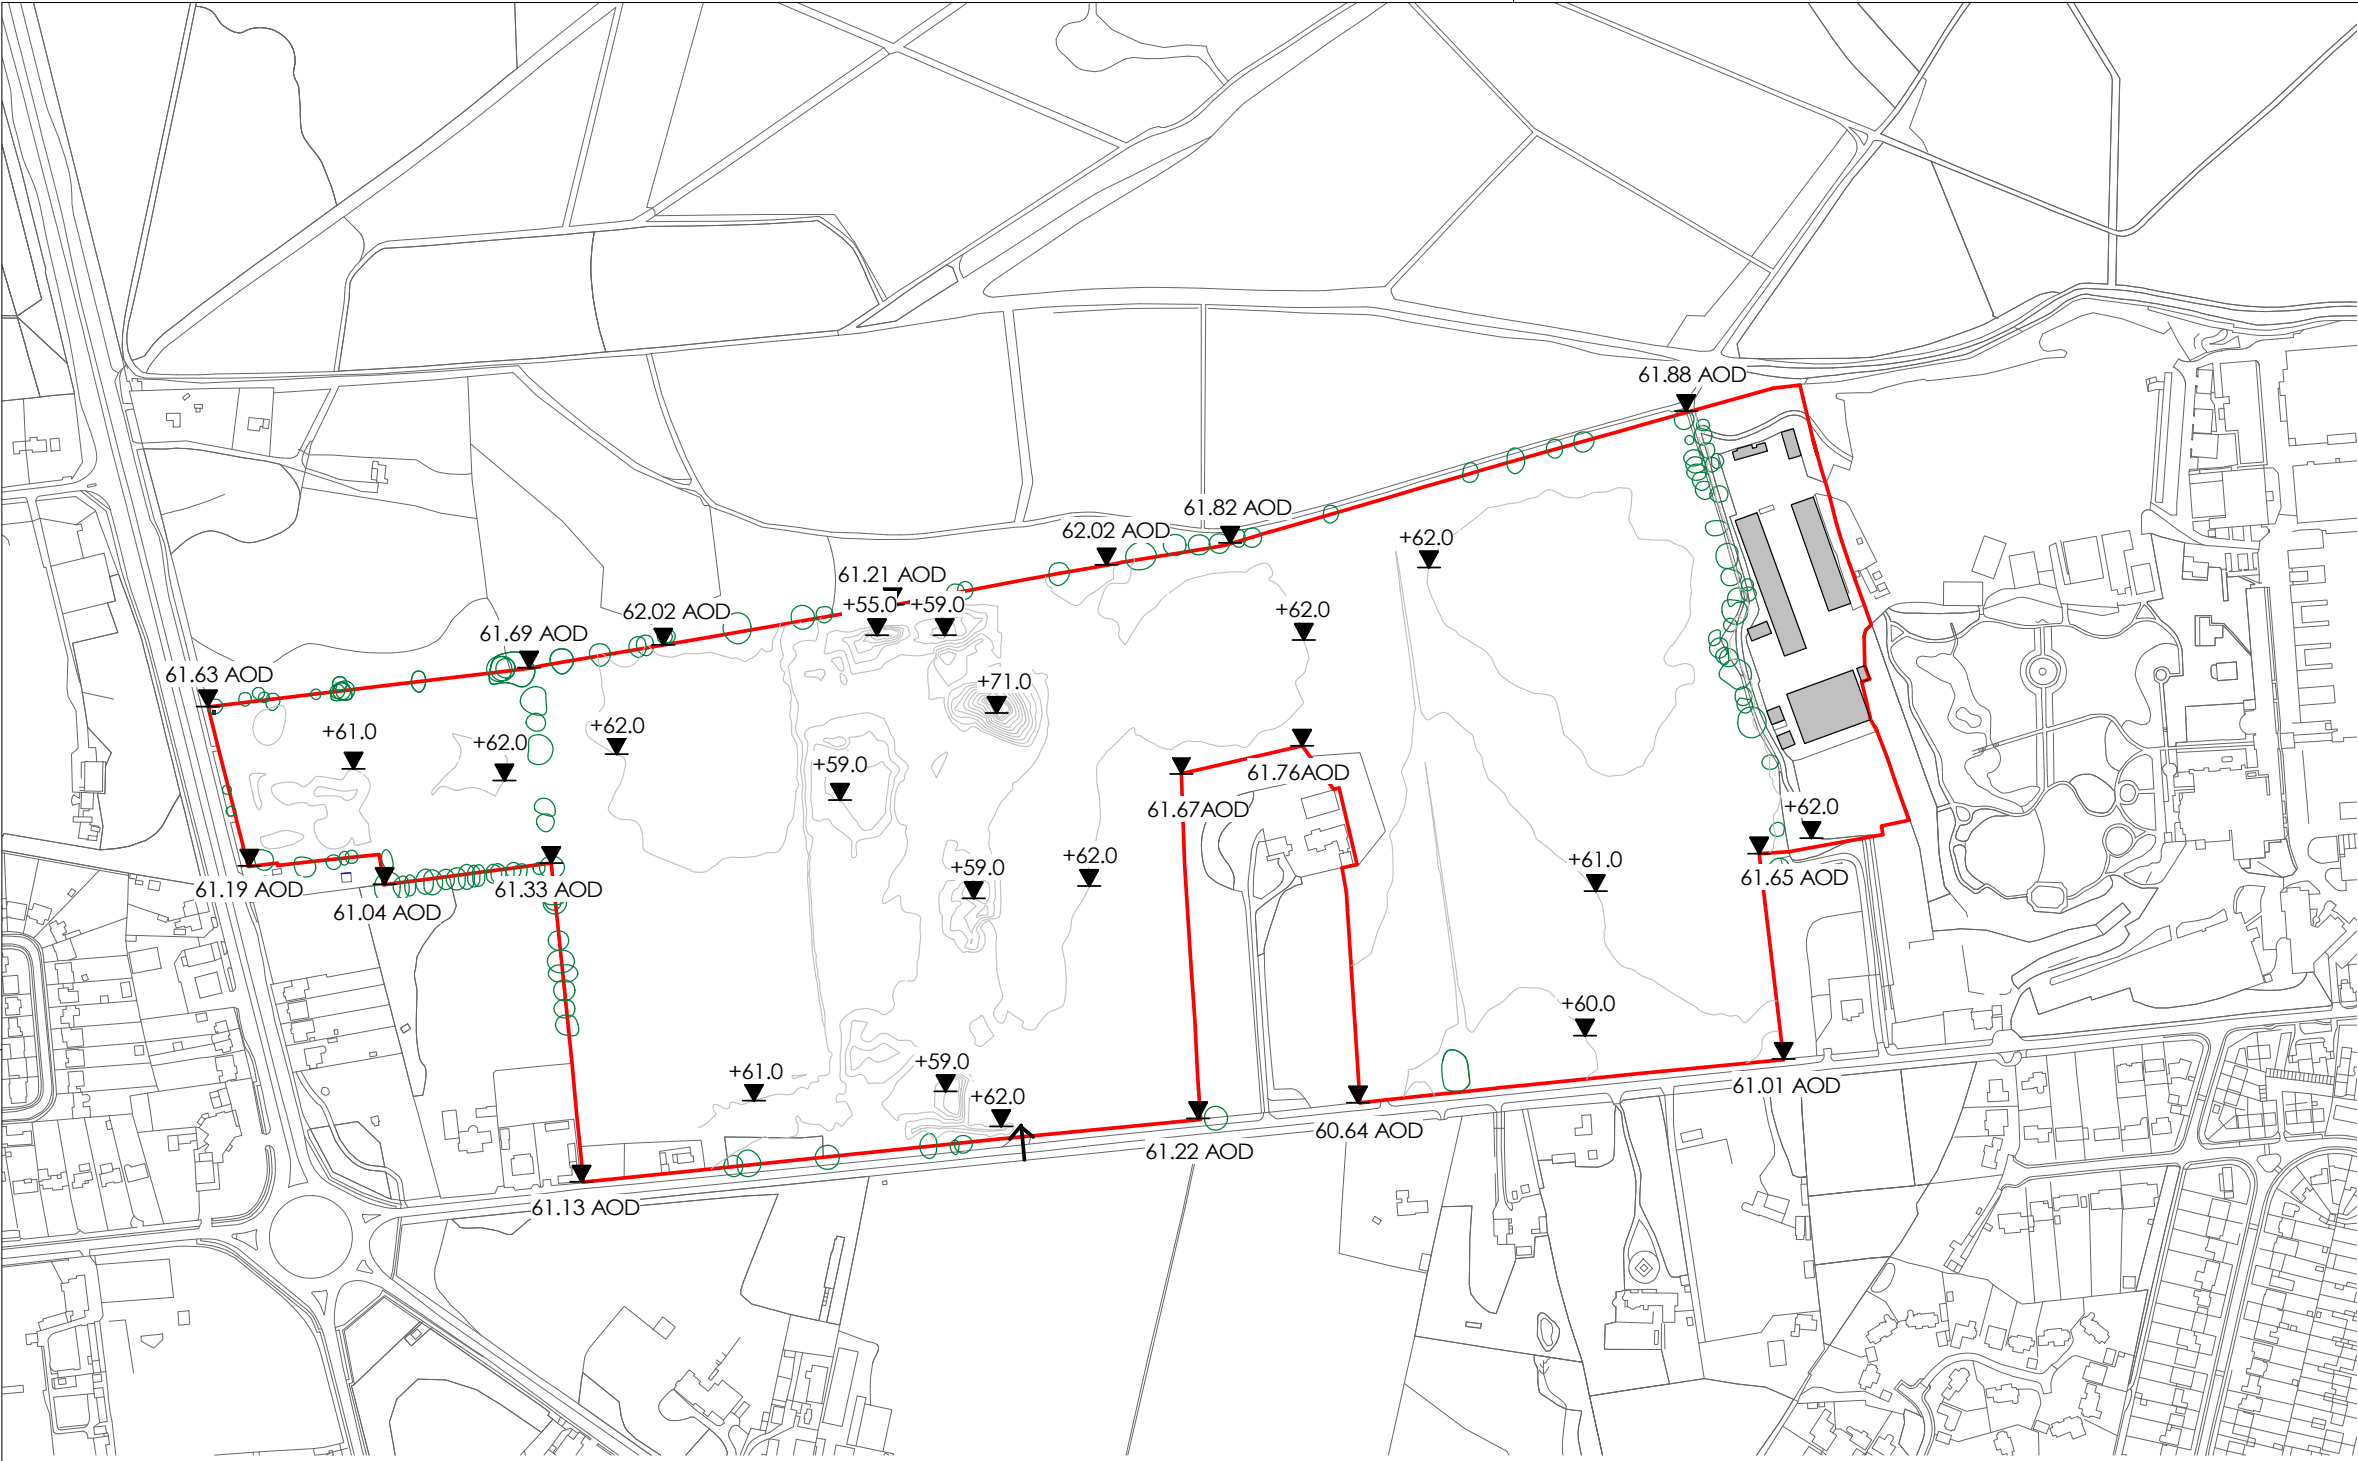 61.88 AOD
61.82 AOD
62.02 AOD
+62.0
61.21 AOD
+55.0 +59.0
62.02 AOD
+62.0
61.69 AOD
61.63 AOD
+71.0
+61.0
+62.0
+62.0
+59.0
61.76AOD
61.67AOD
+62.0
+62.0
+61.0
+59.0
61.65 AOD
61.19 AOD
61.33 AOD
61.04 AOD
+60.0
+59.0
+61.0
61.01 AOD
+62.0
60.64 AOD
61.22 AOD
61.13 AOD